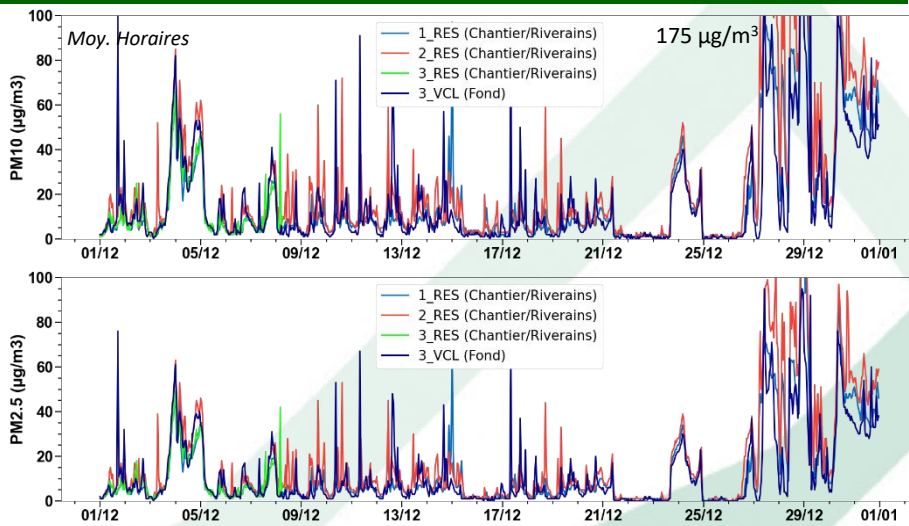 Moy. Horaires
175 µg/m³
PM10 (µg/m3)
100
80
60
40
20
0
1_RES (Chantier/Riverains)
2_RES (Chantier/Riverains)
3_RES (Chantier/Riverains)
3_VCL (Fond)
01/12 05/12 09/12 13/12 17/12 21/12 25/12 29/12 01/01
PM2.5 (µg/m3)
100
80
60
40
20
0
1_RES (Chantier/Riverains)
2_RES (Chantier/Riverains)
3_RES (Chantier/Riverains)
3_VCL (Fond)
01/12 05/12 09/12 13/12 17/12 21/12 25/12 29/12 01/01